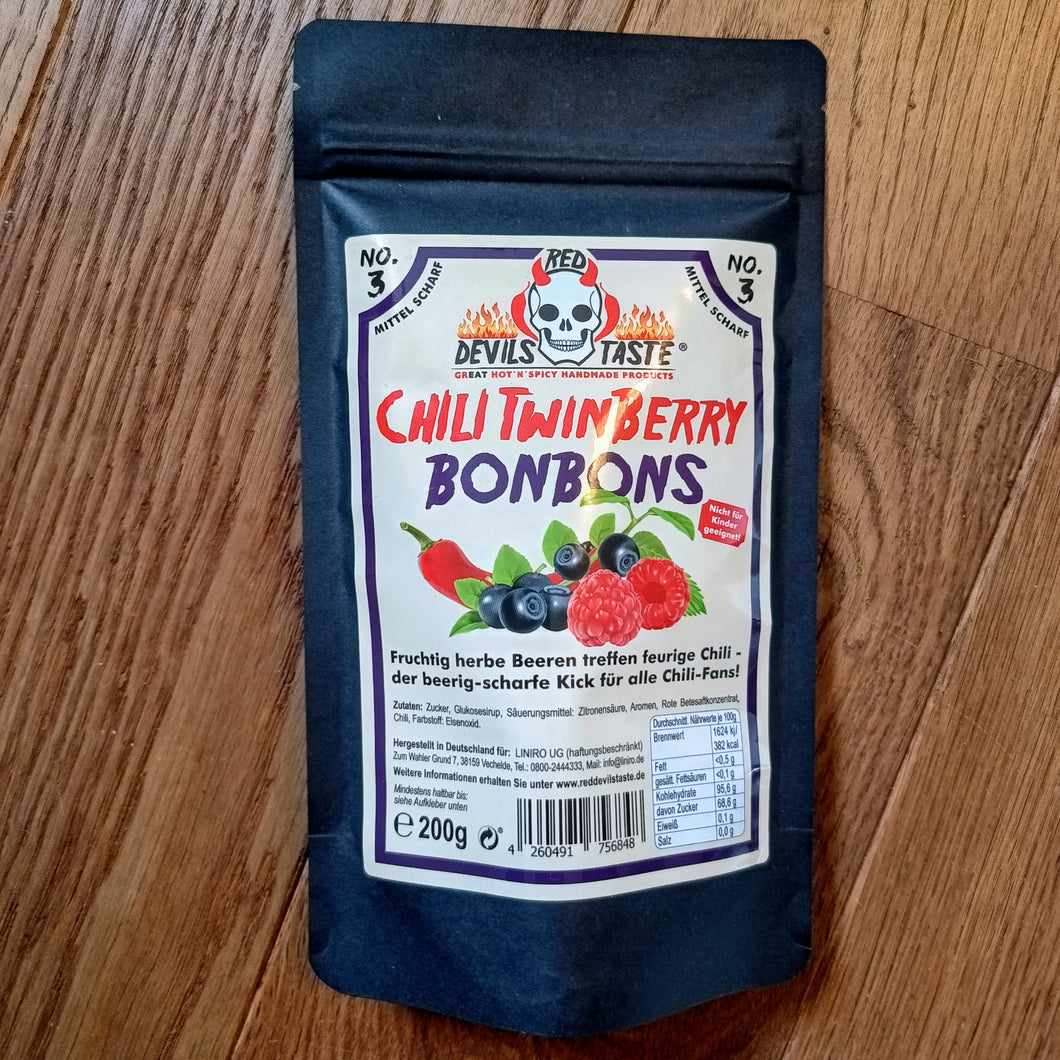 NO.
3
MITTEL SCHARF
RED
NO.
3
MITTEL SCHARF
DEVILS TASTE®
GREAT HOT'N'SPICY HANDMADE PRODUCTS
CHILI TWINBERRY
BONBONS
Nicht für
Kinder
geeignet!
Fruchtig herbe Beeren treffen feurige Chili -
der beerig-scharfe Kick für alle Chili-Fans!
Zutaten: Zucker, Glukosesirup, Säuerungsmittel: Zitronensäure, Aromen, Rote Betesaftkonzentrat,
Chili, Farbstoff: Eisenoxid.
Hergestellt in Deutschland für: LINIRO UG (haftungsbeschränkt)
Zum Wahler Grund 7, 38159 Vechelde, Tel.: 0800-2444333, Mail: info@liniro.de
Weitere Informationen erhalten Sie unter www.reddevilstaste.de
Mindestens haltbar bis:
siehe Aufkleber unten
℮ 200g
4 260491 756848
Durchschnittl. Nährwerte je 100g
Brennwert 1624 kj/
382 kcal
Fett <0,5 g
gesätt. Fettsäuren <0,1 g
Kohlehydrate 95,6 g
davon Zucker 68,6 g
Eiweiß 0,1 g
Salz 0,0 g